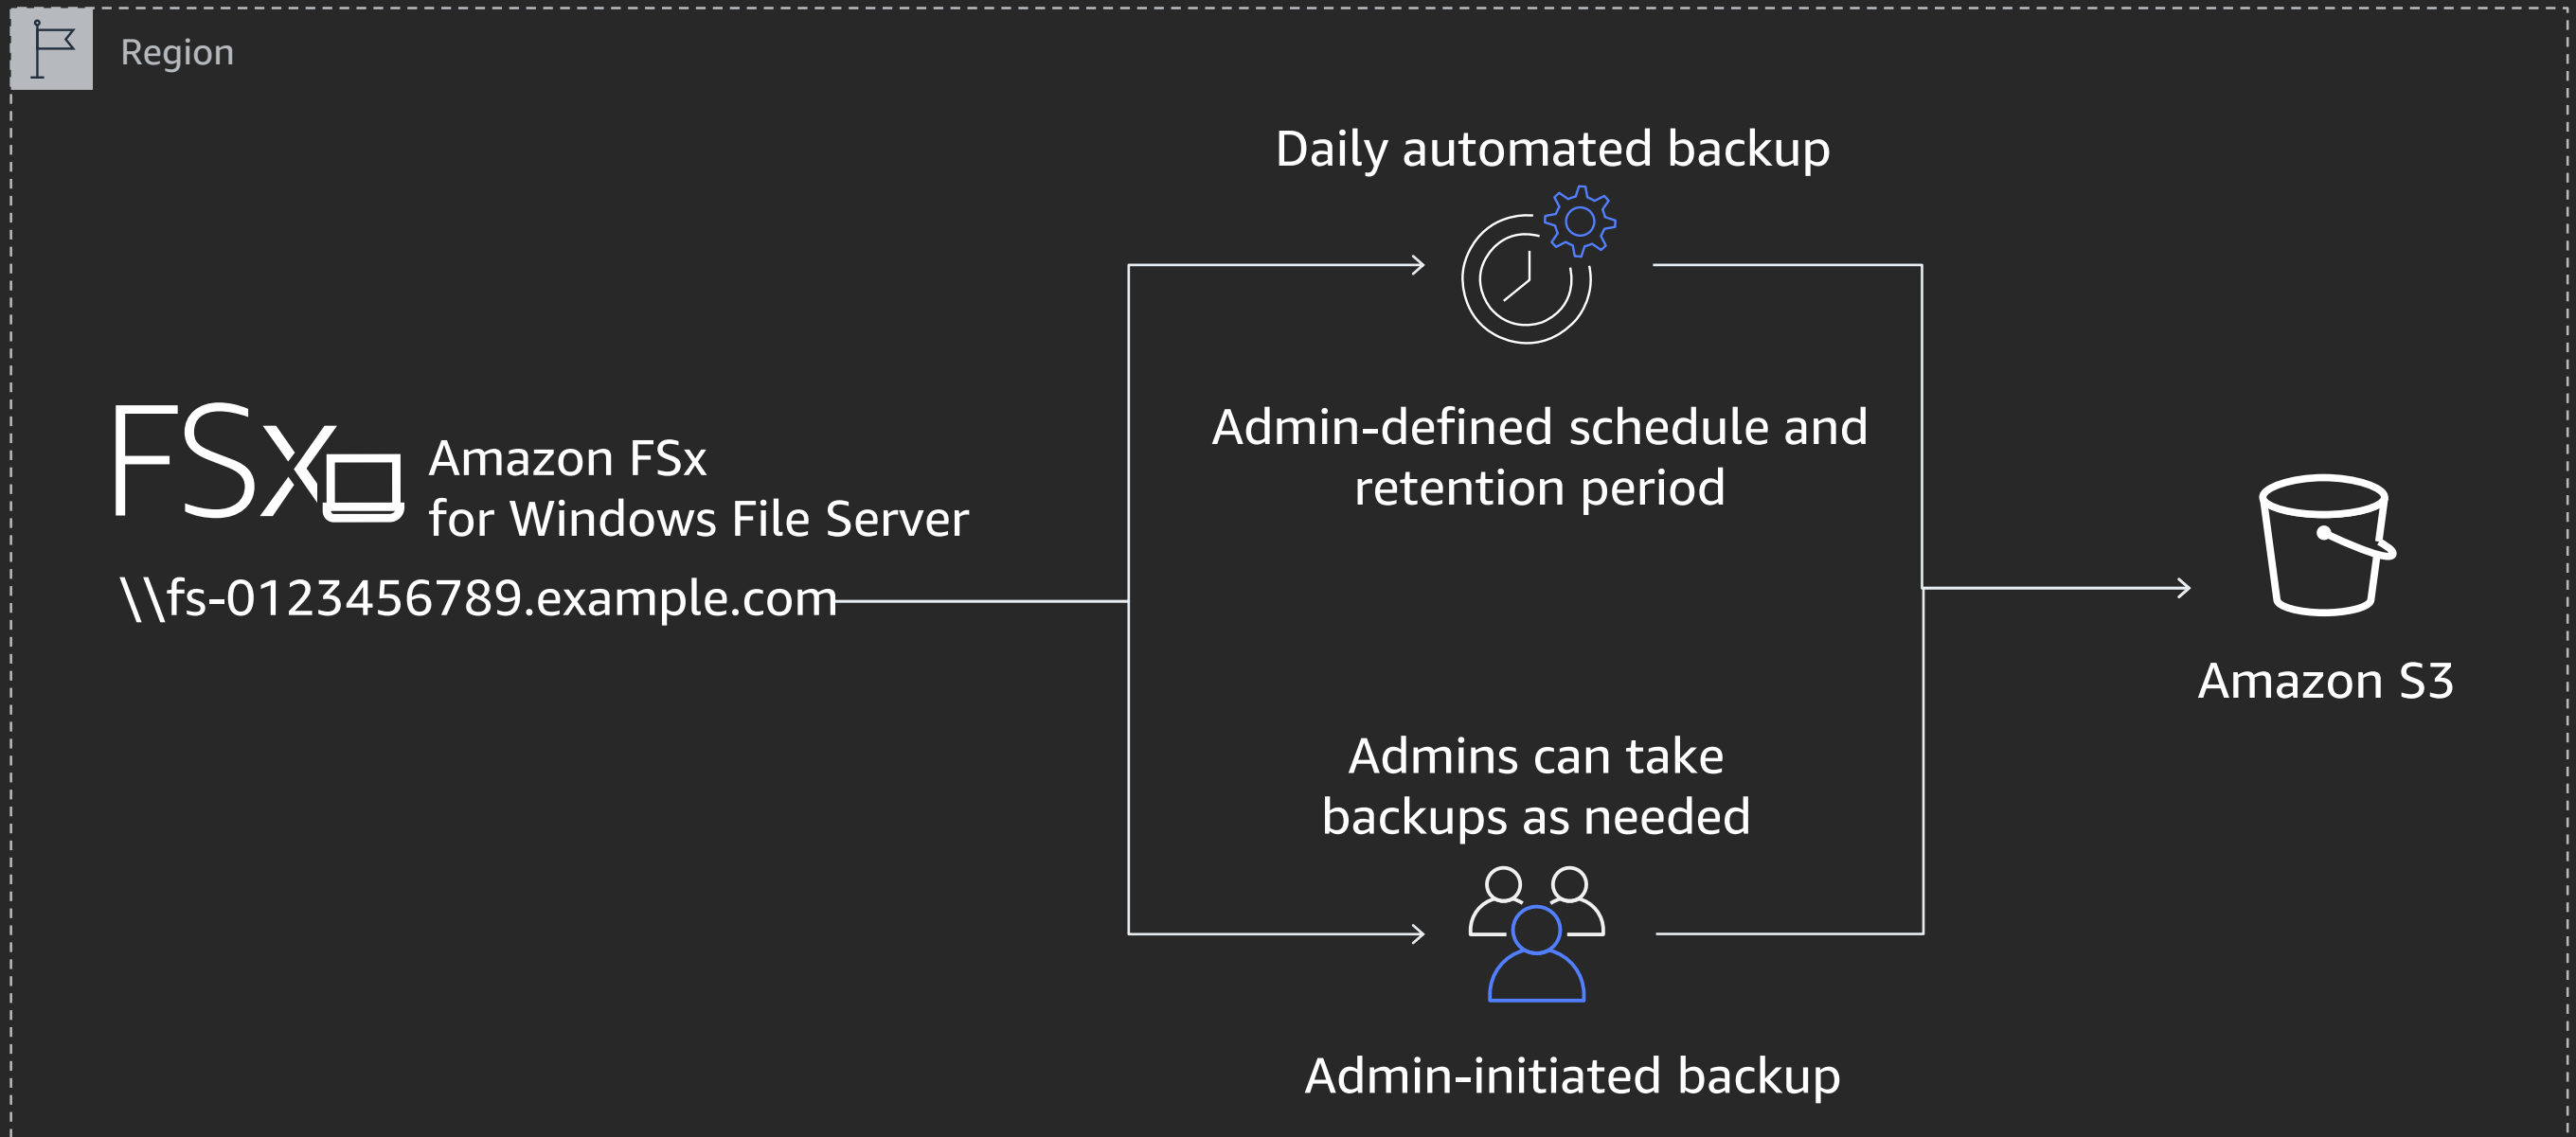 Region
Daily automated backup
Admin-defined schedule and
retention period
FSx
Amazon FSx
for Windows File Server
\\fs-0123456789.example.com
Amazon S3
Admins can take
backups as needed
Admin-initiated backup